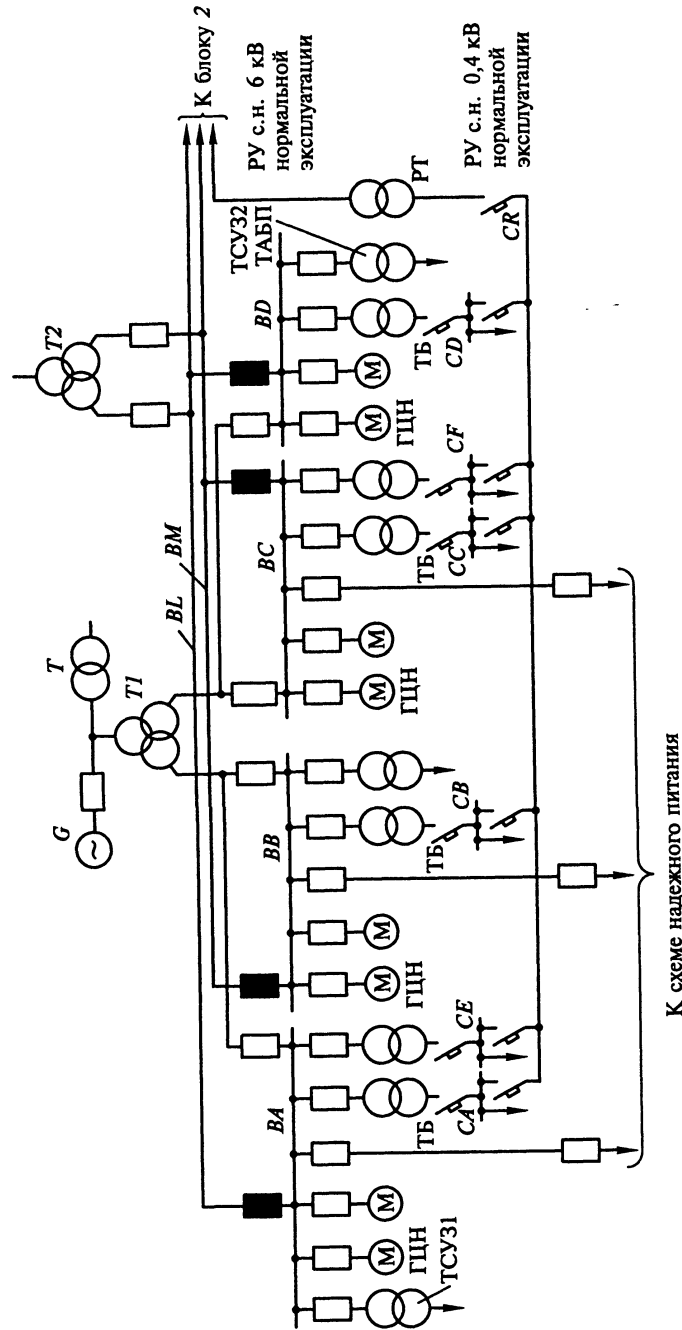 G
T
T1
T2
BL
BM
К блоку 2
РУ с.н. 6 кВ
нормальной
эксплуатации
BA
BB
BC
BD
ТСУЗ2
ТАБП
РТ
М
ГЦН
М
М
ГЦН
М
М
ГЦН
М
М
ГЦН
М
ТСУЗ1
ТБ
CA
CE
ТБ
CB
ТБ
CC
CF
ТБ
CD
CR
РУ с.н. 0,4 кВ
нормальной
эксплуатации
К схеме надежного питания